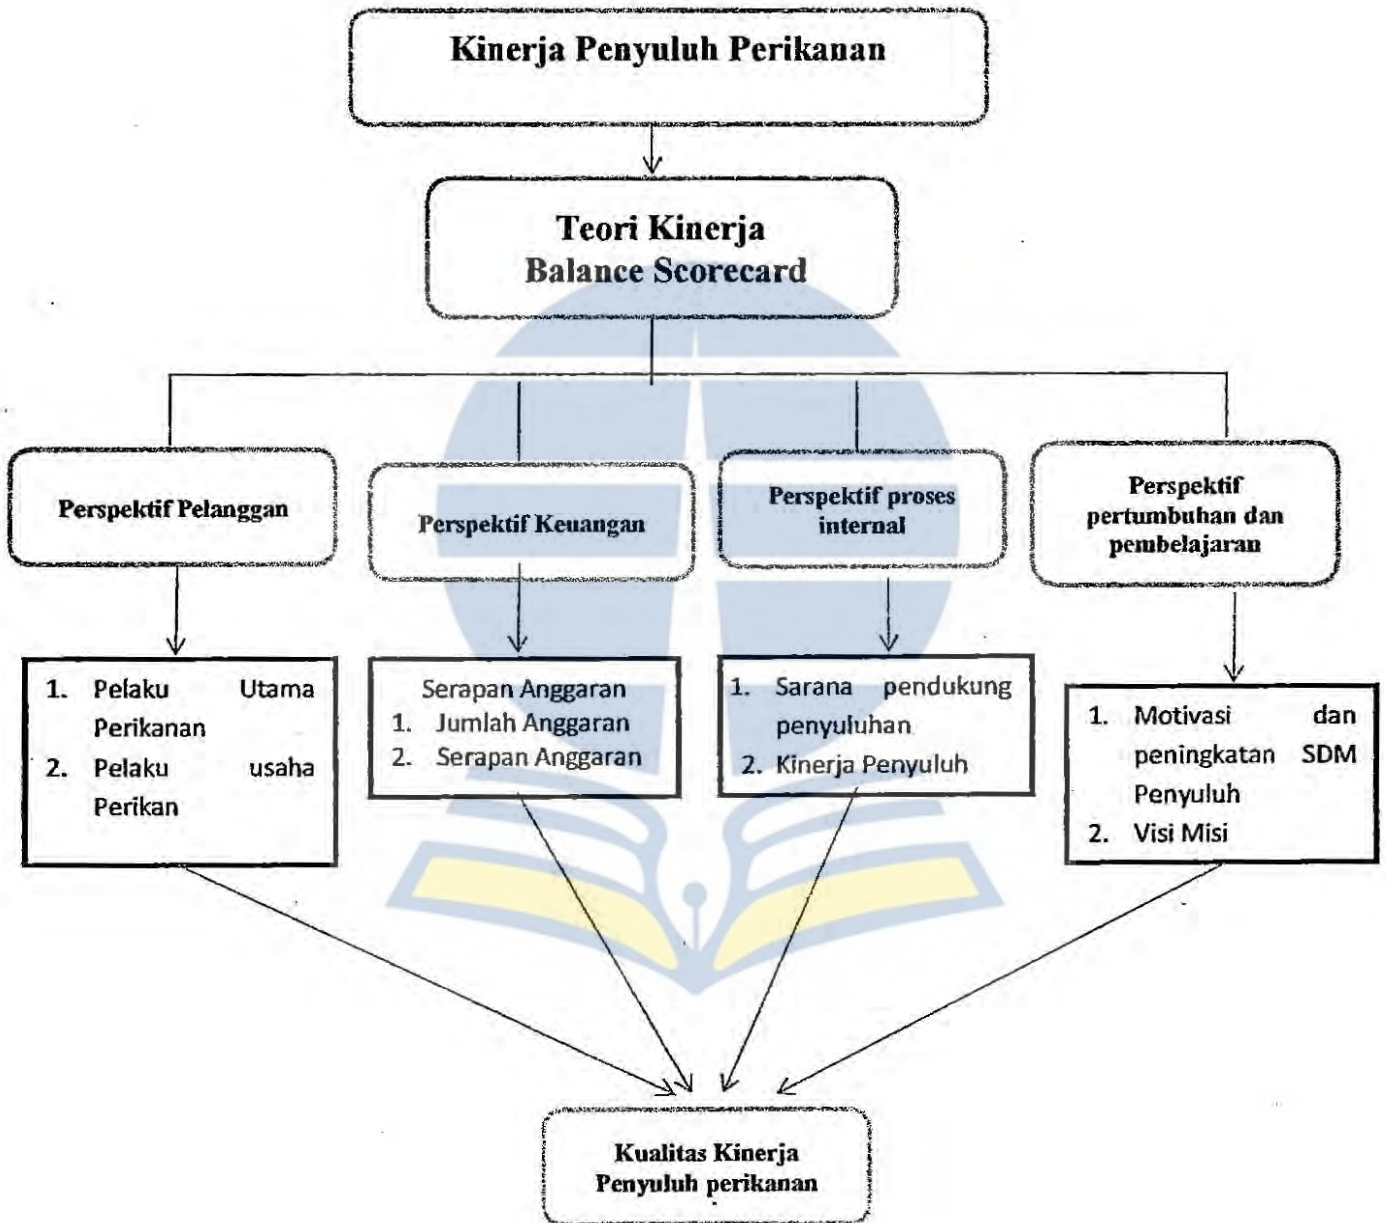 Kinerja Penyuluh Perikanan
Teori Kinerja
Balance Scorecard
Perspektif Pelanggan
Perspektif Keuangan
Perspektif proses
internal
Perspektif
pertumbuhan dan
pembelajaran
1. Pelaku Utama
Perikanan
2. Pelaku usaha
Perikan
Serapan Anggaran
1. Jumlah Anggaran
2. Serapan Anggaran
1. Sarana pendukung
penyuluhan
2. Kinerja Penyuluh
1. Motivasi dan
peningkatan SDM
Penyuluh
2. Visi Misi
Kualitas Kinerja
Penyuluh perikanan